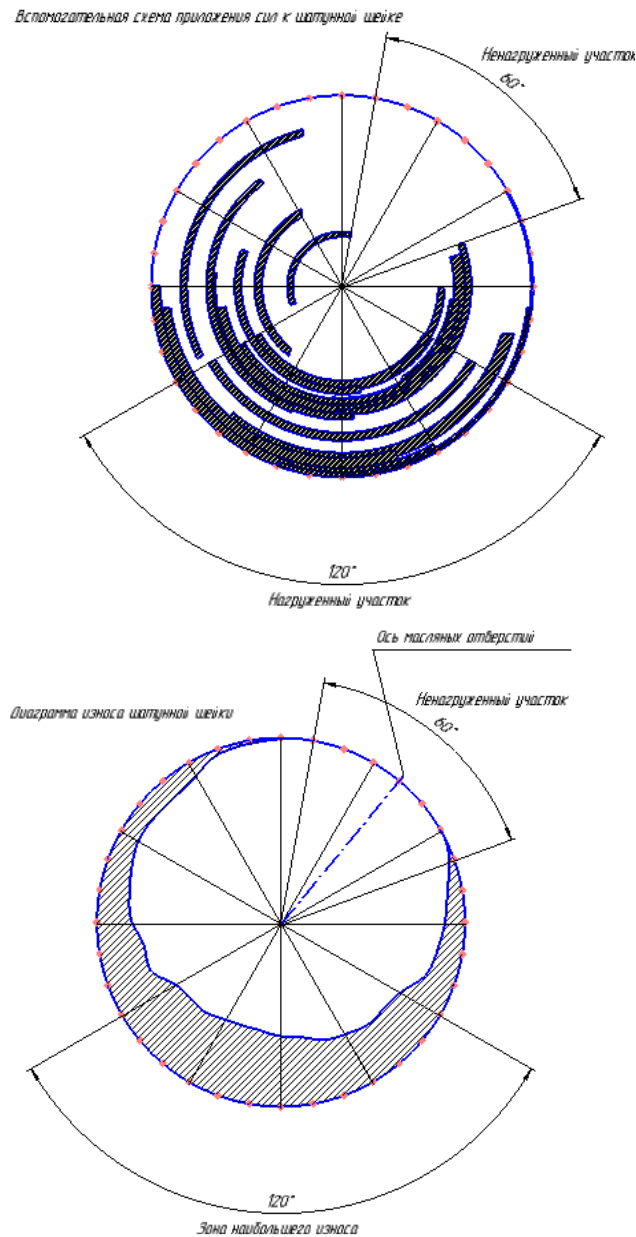 Вспомогательная схема приложения сил к шатунной шейке
Ненагруженный участок
60°
120°
Нагруженный участок
Ось масляных отверстий
Диаграмма износа шатунной шейки
Ненагруженный участок
60°
120°
Зона наибольшего износа